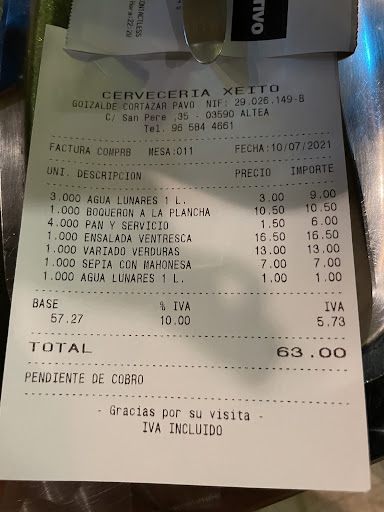 CONTACTLESS
TIVO
CERVECERIA XEITO
GOIZALDE CORTAZAR PAVO NIF: 29.026.149-B
C/ San Pere ,35 - 03590 ALTEA
Tel. 96 584 4661
FACTURA COMPRB MESA:011 FECHA:10/07/2021
UNI. DESCRIPCION PRECIO IMPORTE
3.000 AGUA LUNARES 1 L. 3.00 9.00
1.000 BOQUERON A LA PLANCHA 10.50 10.50
4.000 PAN Y SERVICIO 1.50 6.00
1.000 ENSALADA VENTRESCA 16.50 16.50
1.000 VARIADO VERDURAS 13.00 13.00
1.000 SEPIA CON MAHONESA 7.00 7.00
1.000 AGUA LUNARES 1 L. 1.00 1.00
BASE % IVA IVA
57.27 10.00 5.73
TOTAL 63.00
PENDIENTE DE COBRO
- Gracias por su visita -
IVA INCLUIDO